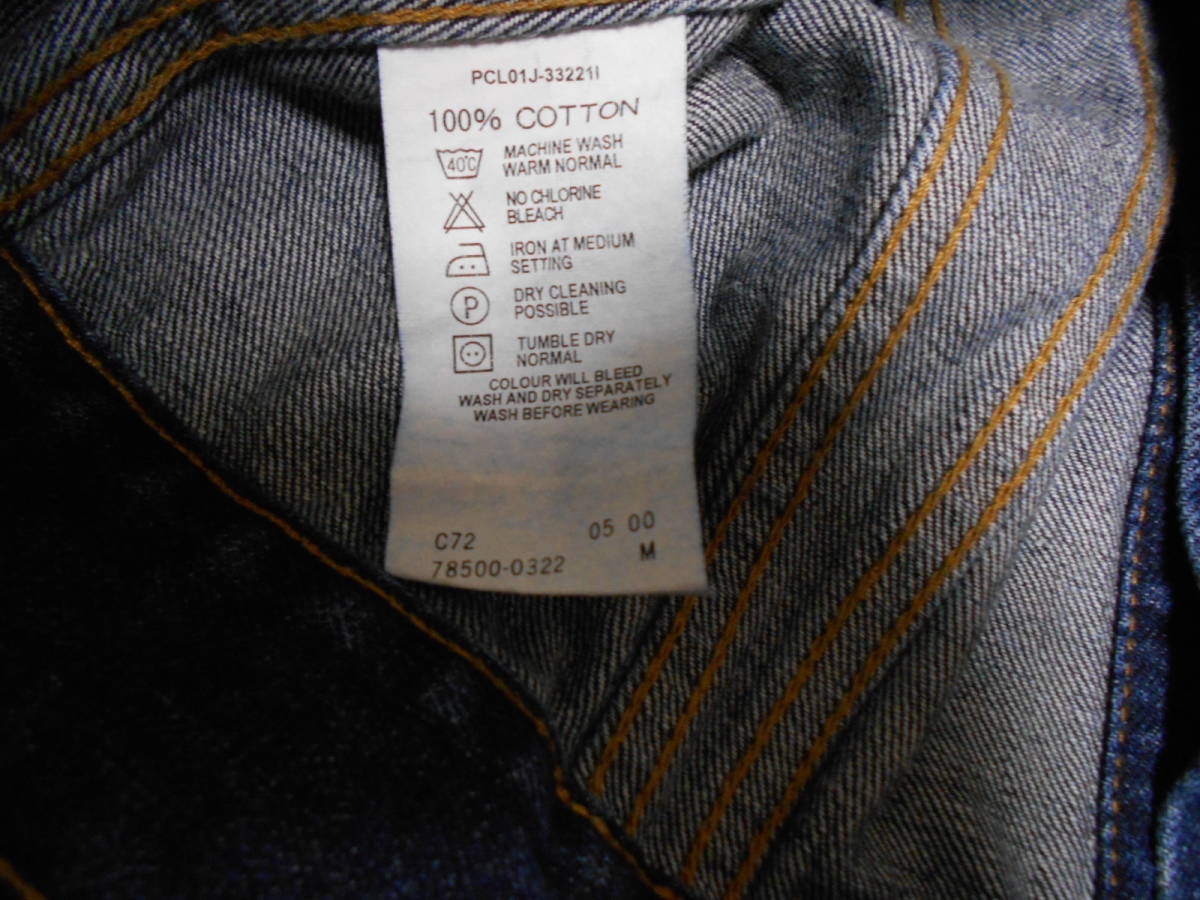 PCL01J-33221I
100% COTTON
40°C
MACHINE WASH
WARM NORMAL
NO CHLORINE
BLEACH
IRON AT MEDIUM
SETTING
P
DRY CLEANING
POSSIBLE
TUMBLE DRY
NORMAL
COLOUR WILL BLEED
WASH AND DRY SEPARATELY
WASH BEFORE WEARING
C72 05 00
78500-0322 M